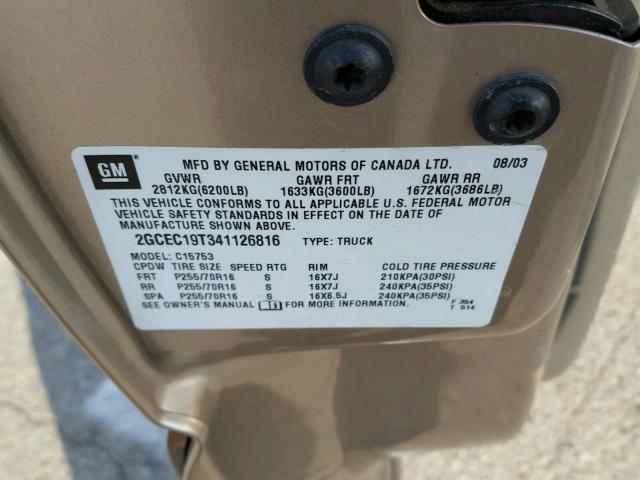 GM
MFD BY GENERAL MOTORS OF CANADA LTD. 08/03
GVWR GAWR FRT GAWR RR
2812KG(6200LB) 1633KG(3600LB) 1672KG(3686LB)
THIS VEHICLE CONFORMS TO ALL APPLICABLE U.S. FEDERAL MOTOR
VEHICLE SAFETY STANDARDS IN EFFECT ON THE DATE OF
MANUFACTURE SHOWN ABOVE.
2GCEC19T341126816 TYPE: TRUCK
MODEL: C15753
CPDW TIRE SIZE SPEED RTG RIM COLD TIRE PRESSURE
FRT P255/70R16 S 16X7J 210KPA(30PSI)
RR P255/70R16 S 16X7J 240KPA(35PSI)
SPA P255/70R16 S 16X6.5J 240KPA(35PSI)
SEE OWNER'S MANUAL FOR MORE INFORMATION.
F 354
T 514